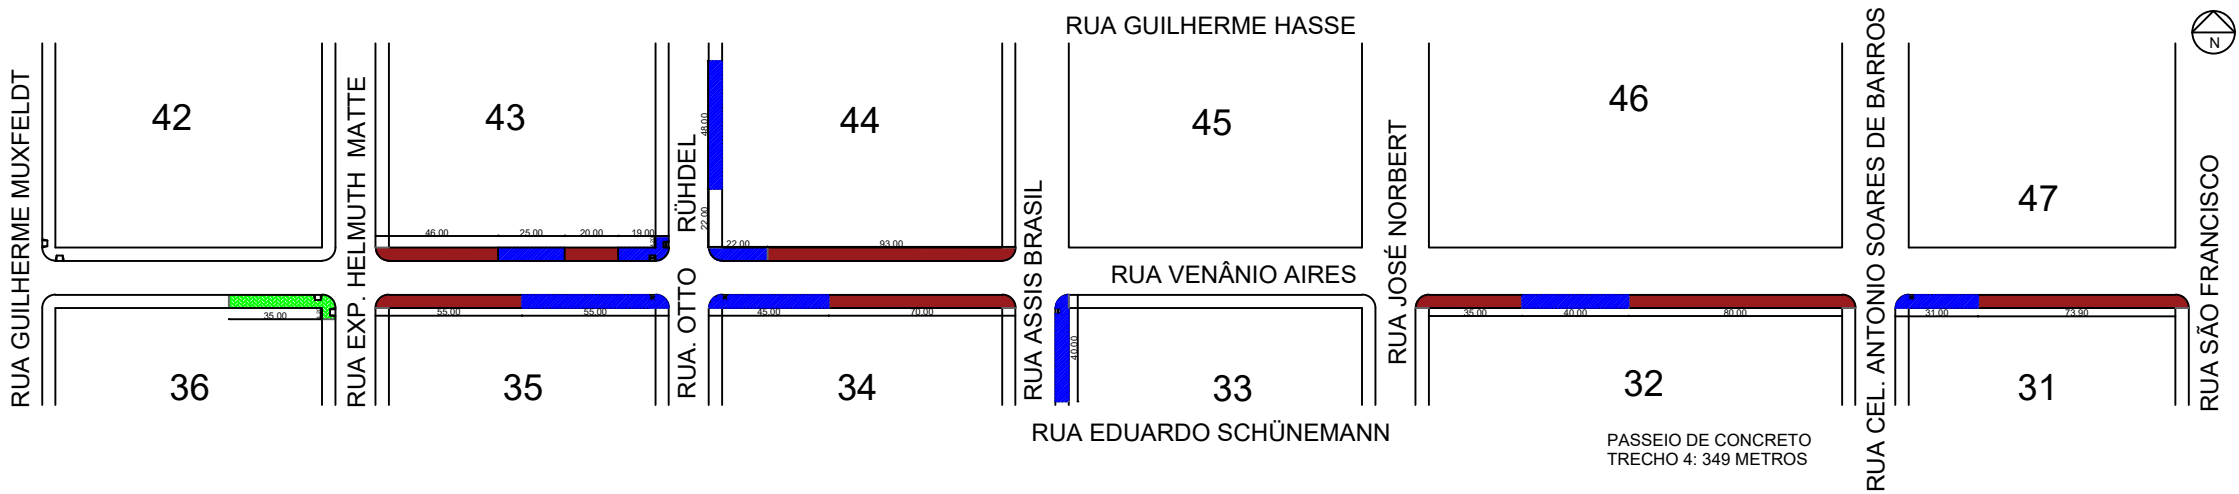 RUA GUILHERME HASSE
N
RUA GUILHERME MUXFELDT
42
RUA EXP. HELMUTH MATTE
43
RUA. OTTO RÜHDEL
44
RUA ASSIS BRASIL
45
RUA JOSÉ NORBERT
46
RUA CEL. ANTONIO SOARES DE BARROS
47
RUA SÃO FRANCISCO
48.00
22.00
46.00
25.00
20.00
19.00
22.00
93.00
RUA VENÂNIO AIRES
35.00
55.00
55.00
45.00
70.00
40.00
35.00
40.00
80.00
31.00
73.90
36
35
34
33
32
31
RUA EDUARDO SCHÜNEMANN
PASSEIO DE CONCRETO
TRECHO 4: 349 METROS